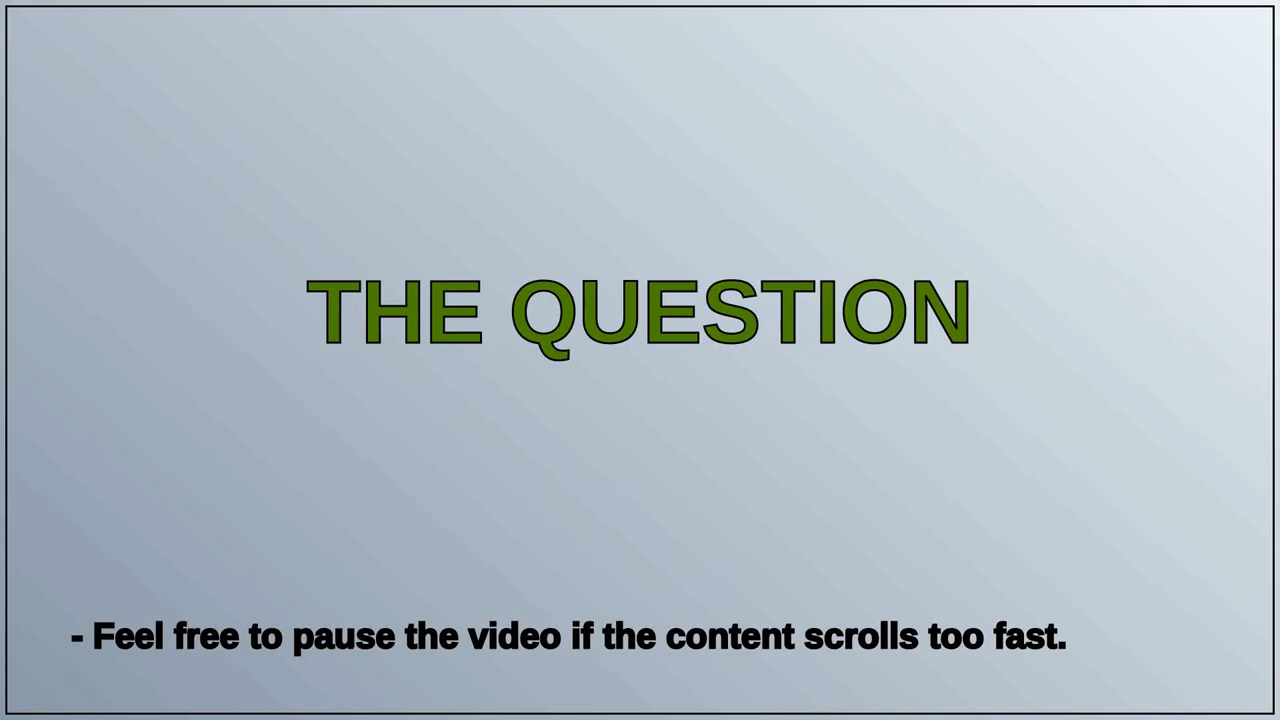 THE QUESTION
- Feel free to pause the video if the content scrolls too fast.